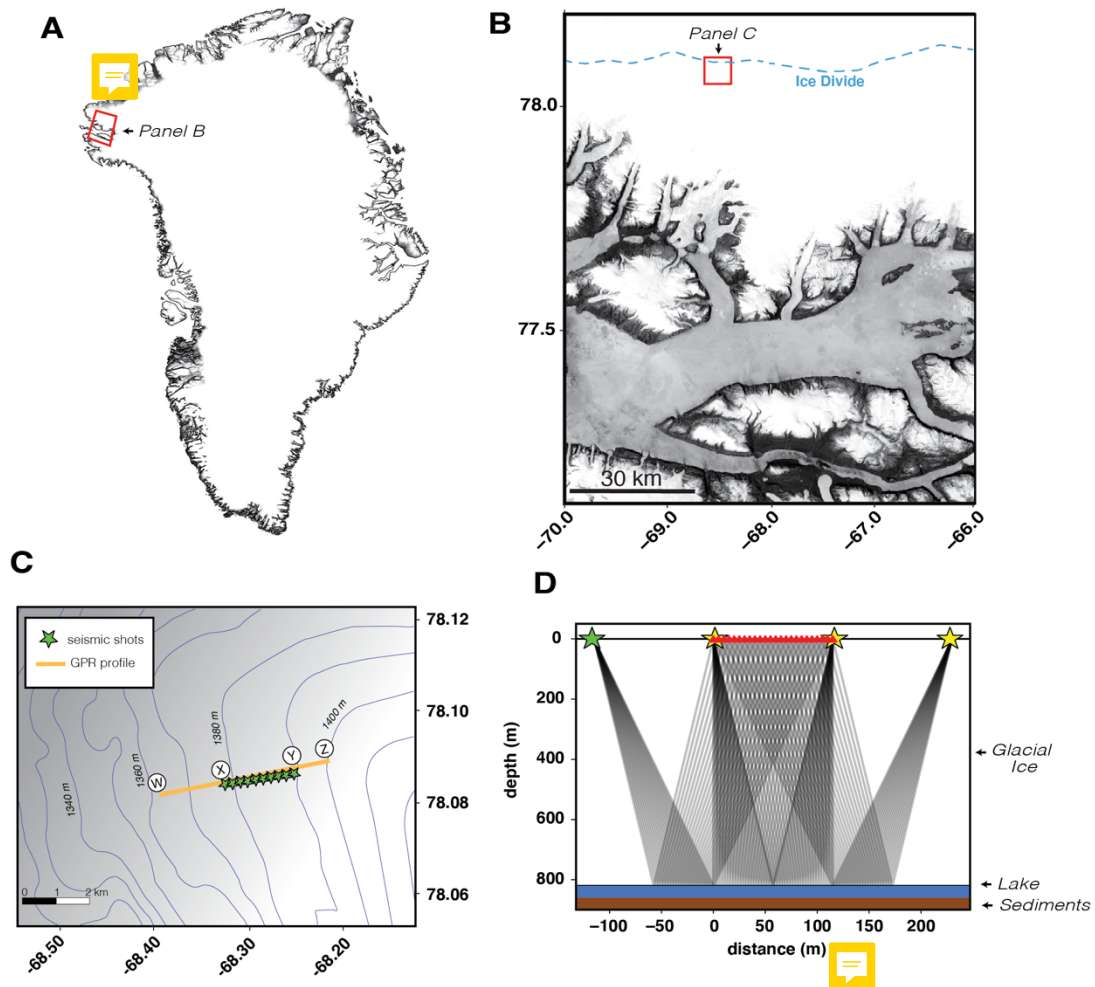 A
Panel B
B
Panel C
Ice Divide
78.0
77.5
30 km
-70.0
-69.0
-68.0
-67.0
-66.0
C
seismic shots
GPR profile
1340 m
1360 m
1380 m
1400 m
W
X
Y
Z
0 1 2 km
78.12
78.10
78.08
78.06
-68.50
-68.40
-68.30
-68.20
D
0
200
400
600
800
depth (m)
-100
-50
0
50
100
150
200
distance (m)
Glacial
Ice
Lake
Sediments